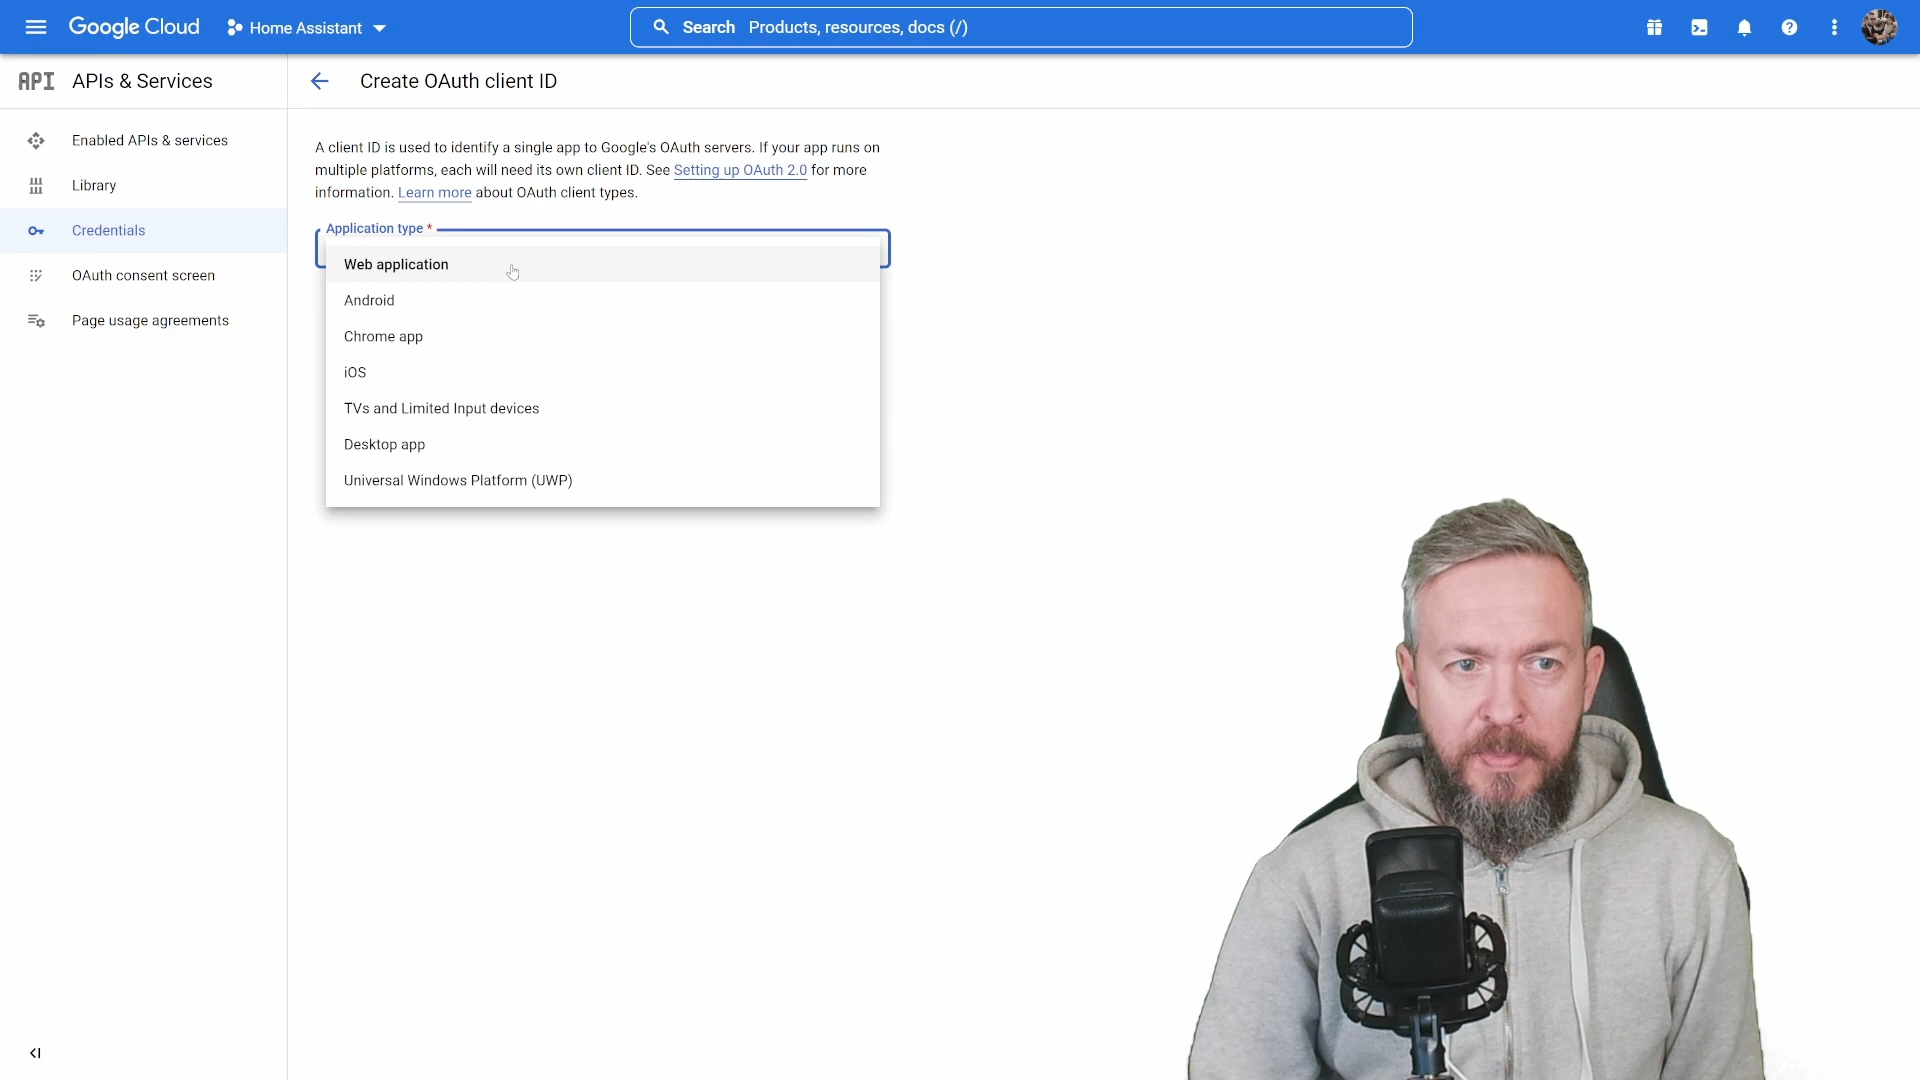 Google Cloud
Home Assistant
Search Products, resources, docs (/)
API APIs & Services
Create OAuth client ID
Enabled APIs & services
Library
Credentials
OAuth consent screen
Page usage agreements
A client ID is used to identify a single app to Google's OAuth servers. If your app runs on
multiple platforms, each will need its own client ID. See Setting up OAuth 2.0 for more
information. Learn more about OAuth client types.
Application type *
Web application
Android
Chrome app
iOS
TVs and Limited Input devices
Desktop app
Universal Windows Platform (UWP)